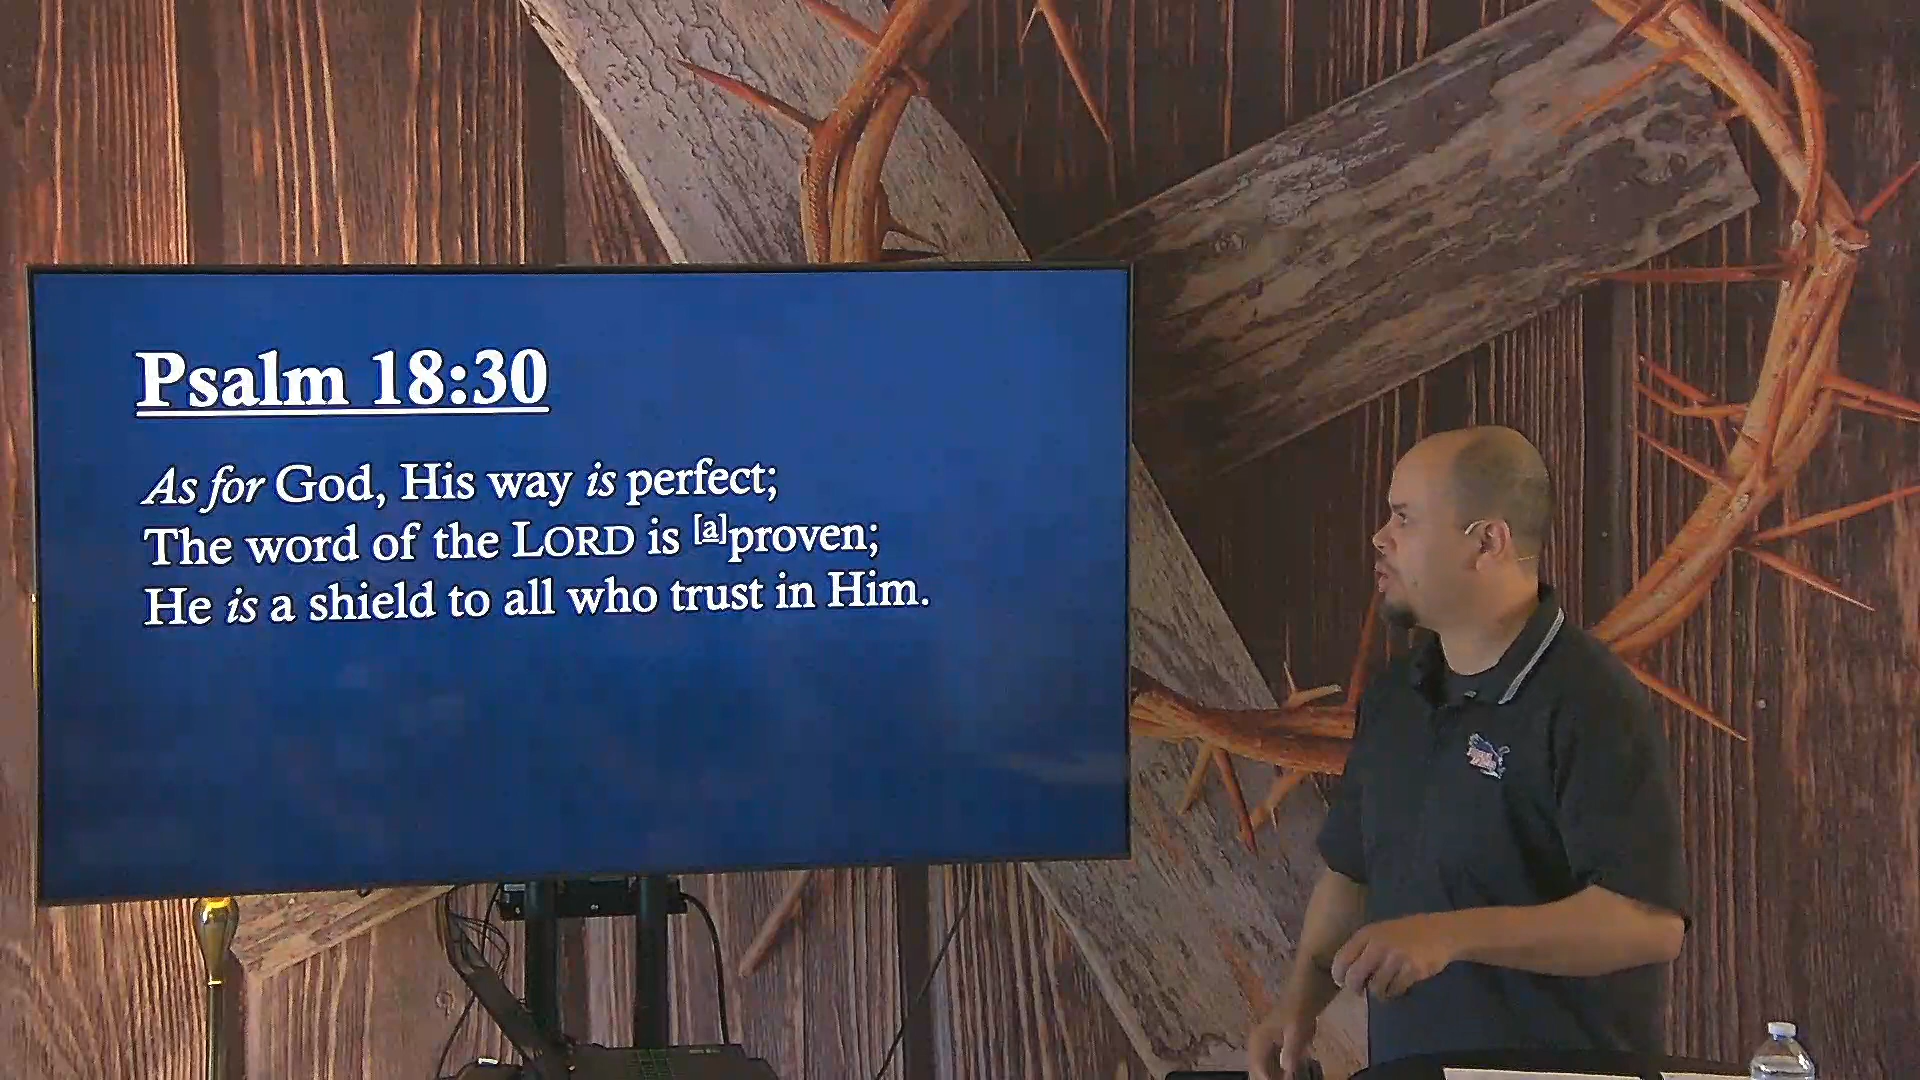 Psalm 18:30
As for God, His way is perfect;
The word of the LORD is [a]proven;
He is a shield to all who trust in Him.